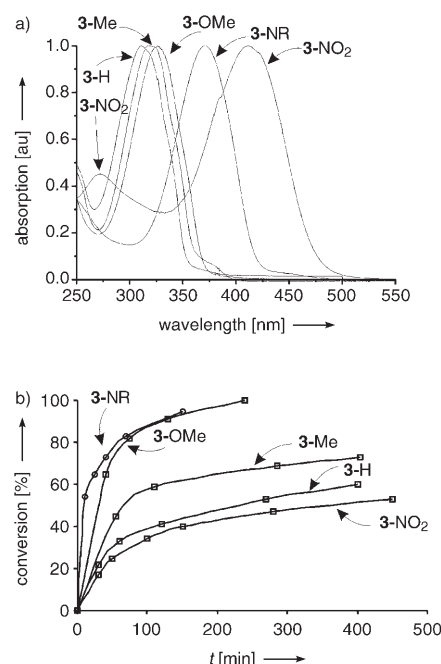 a)
3-Me
3-OMe
3-NR
3-NO₂
3-H
3-NO₂
1.0
0.8
0.6
0.4
0.2
0.0
absorption [au]
250 300 350 400 450 500 550
wavelength [nm]
b)
3-NR
3-OMe
3-Me
3-H
3-NO₂
100
80
60
40
20
0
conversion [%]
0 100 200 300 400 500
t [min]